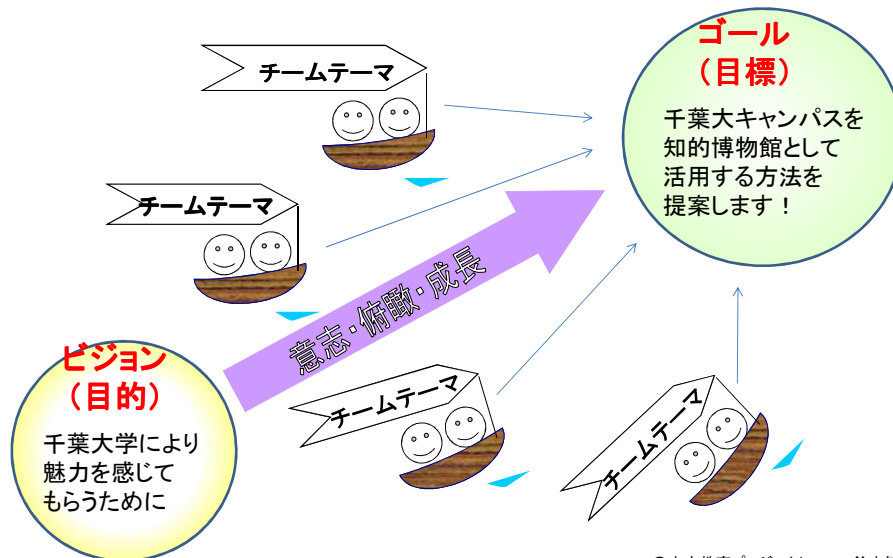 チームテーマ
ゴール
（目標）
千葉大キャンパスを
知的博物館として
活用する方法を
提案します！
チームテーマ
意志・俯瞰・成長
ビジョン
（目的）
千葉大学により
魅力を感じて
もらうために
チームテーマ
チームテーマ